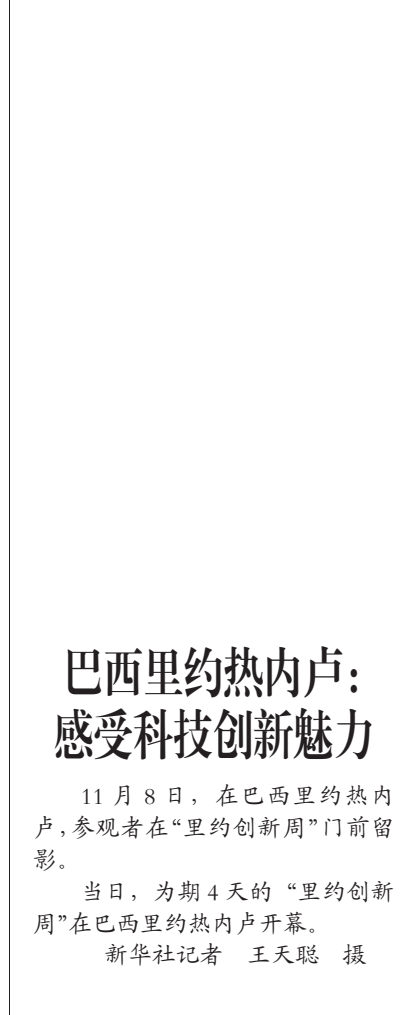 巴西里约热内卢：
感受科技创新魅力
11 月 8 日，在巴西里约热内
卢，参观者在“里约创新周”门前留
影。
当日，为期 4 天的“里约创新
周”在巴西里约热内卢开幕。
新华社记者　王天聪　摄